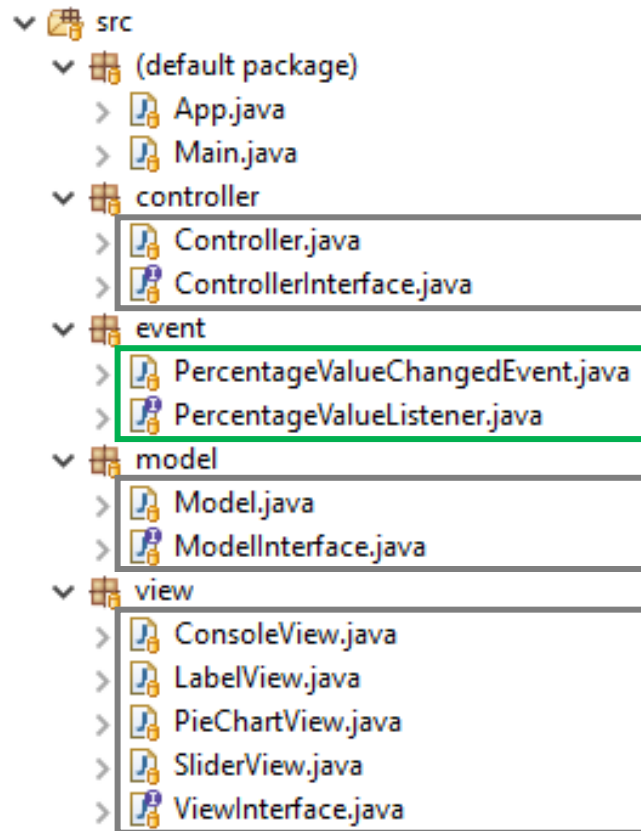 src
(default package)
App.java
Main.java
controller
Controller.java
ControllerInterface.java
event
PercentageValueChangedEvent.java
PercentageValueListener.java
model
Model.java
ModelInterface.java
view
ConsoleView.java
LabelView.java
PieChartView.java
SliderView.java
ViewInterface.java